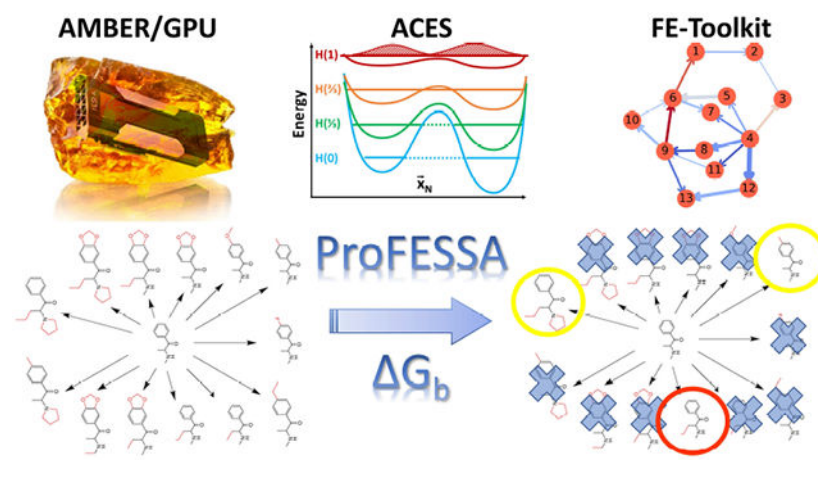 AMBER/GPU
ACES
FE-Toolkit
H(1)
H(⅔)
H(⅓)
H(0)
Energy
x⃗N
1
2
3
4
5
6
7
8
9
10
11
12
13
ProFESSA
ΔGb